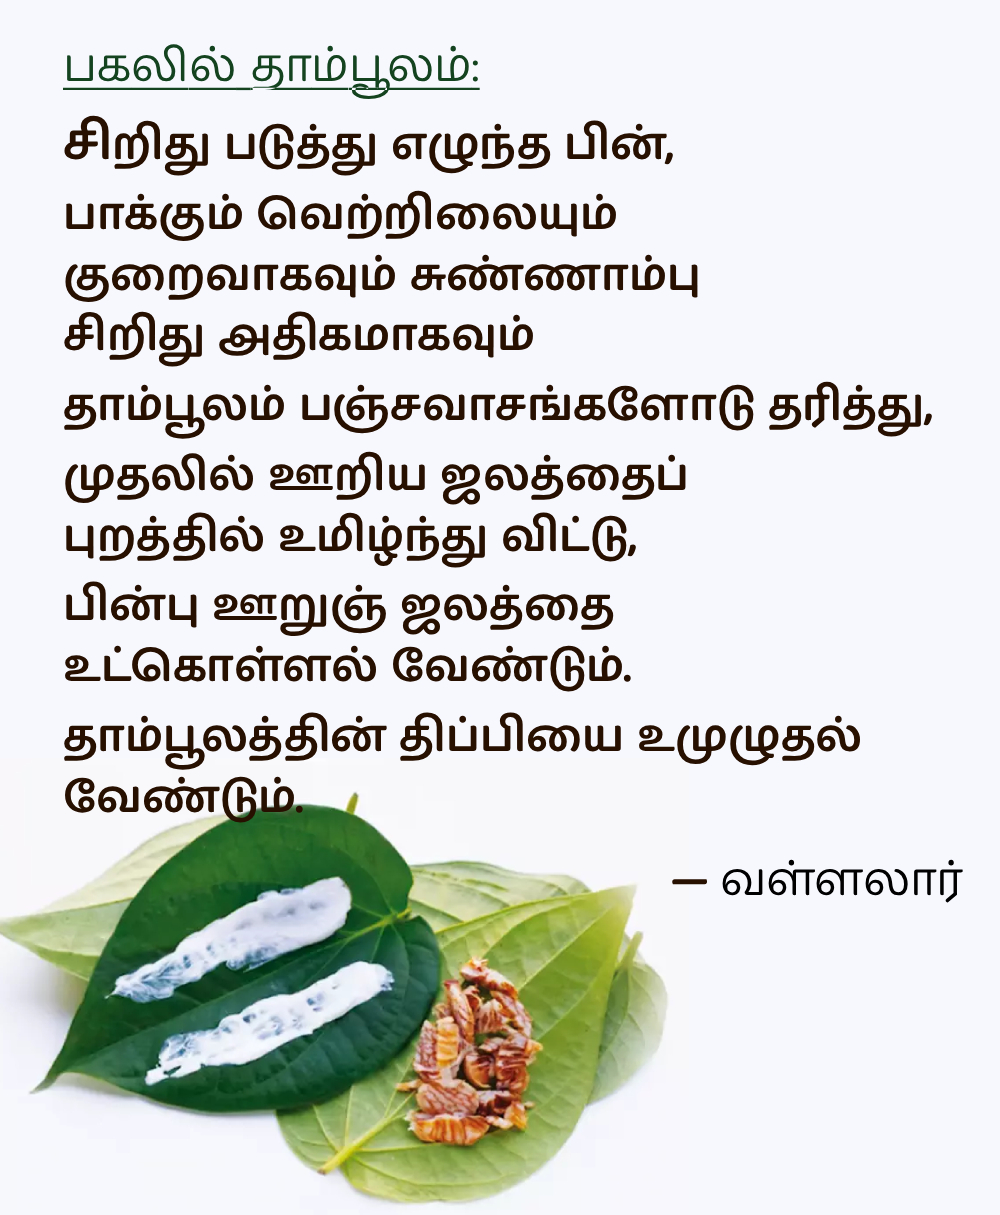 பகலில் தாம்பூலம்:
சிறிது படுத்து எழுந்த பின்,
பாக்கும் வெற்றிலையும்
குறைவாகவும் சுண்ணாம்பு
சிறிது அதிகமாகவும்
தாம்பூலம் பஞ்சவாசங்களோடு தரித்து,
முதலில் ஊறிய ஜலத்தைப்
புறத்தில் உமிழ்ந்து விட்டு,
பின்பு ஊறுஞ் ஜலத்தை
உட்கொள்ளல் வேண்டும்.
தாம்பூலத்தின் திப்பியை உமுழுதல்
வேண்டும்.
– வள்ளலார்